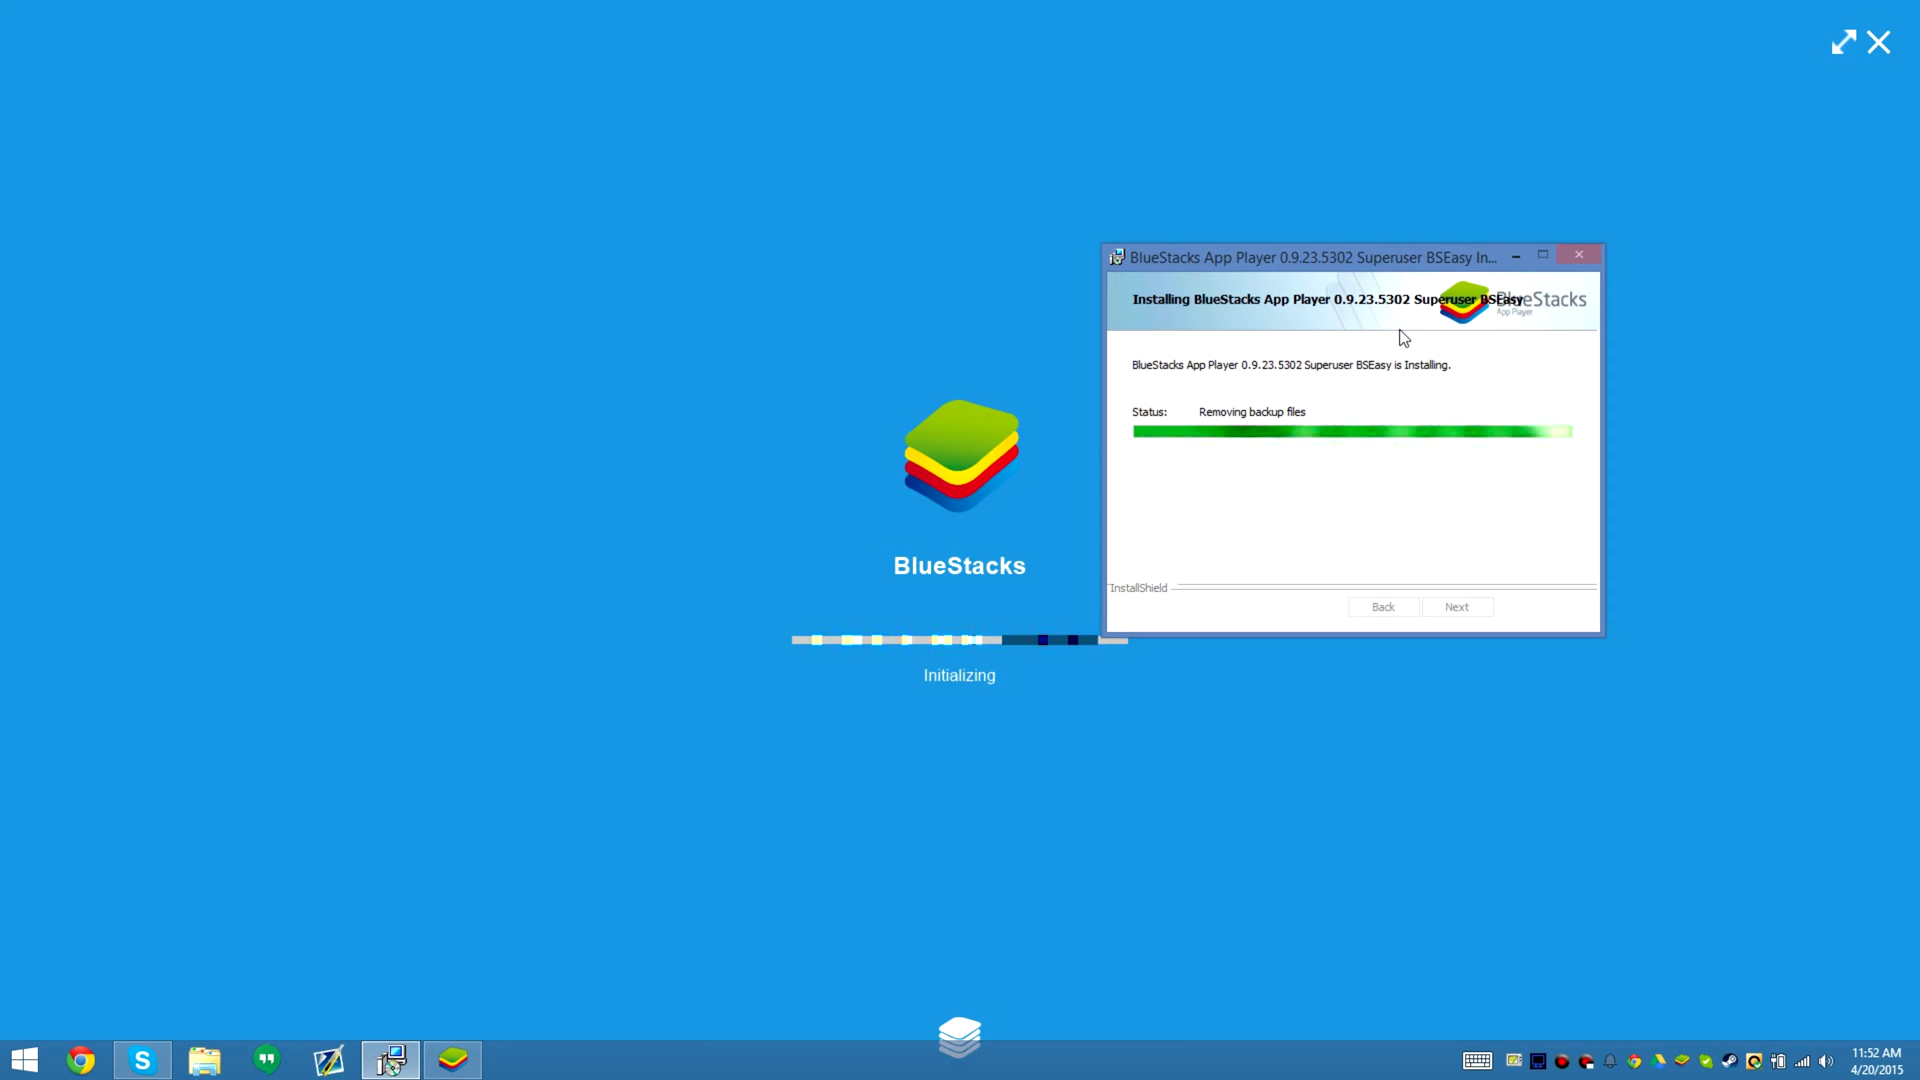 BlueStacks App Player 0.9.23.5302 Superuser BSEasy In...
Installing BlueStacks App Player 0.9.23.5302 Superuser BSEasy
BlueStacks
App Player
BlueStacks App Player 0.9.23.5302 Superuser BSEasy is Installing.
Status: Removing backup files
BlueStacks
InstallShield
Back Next
Initializing
11:52 AM
4/20/2015